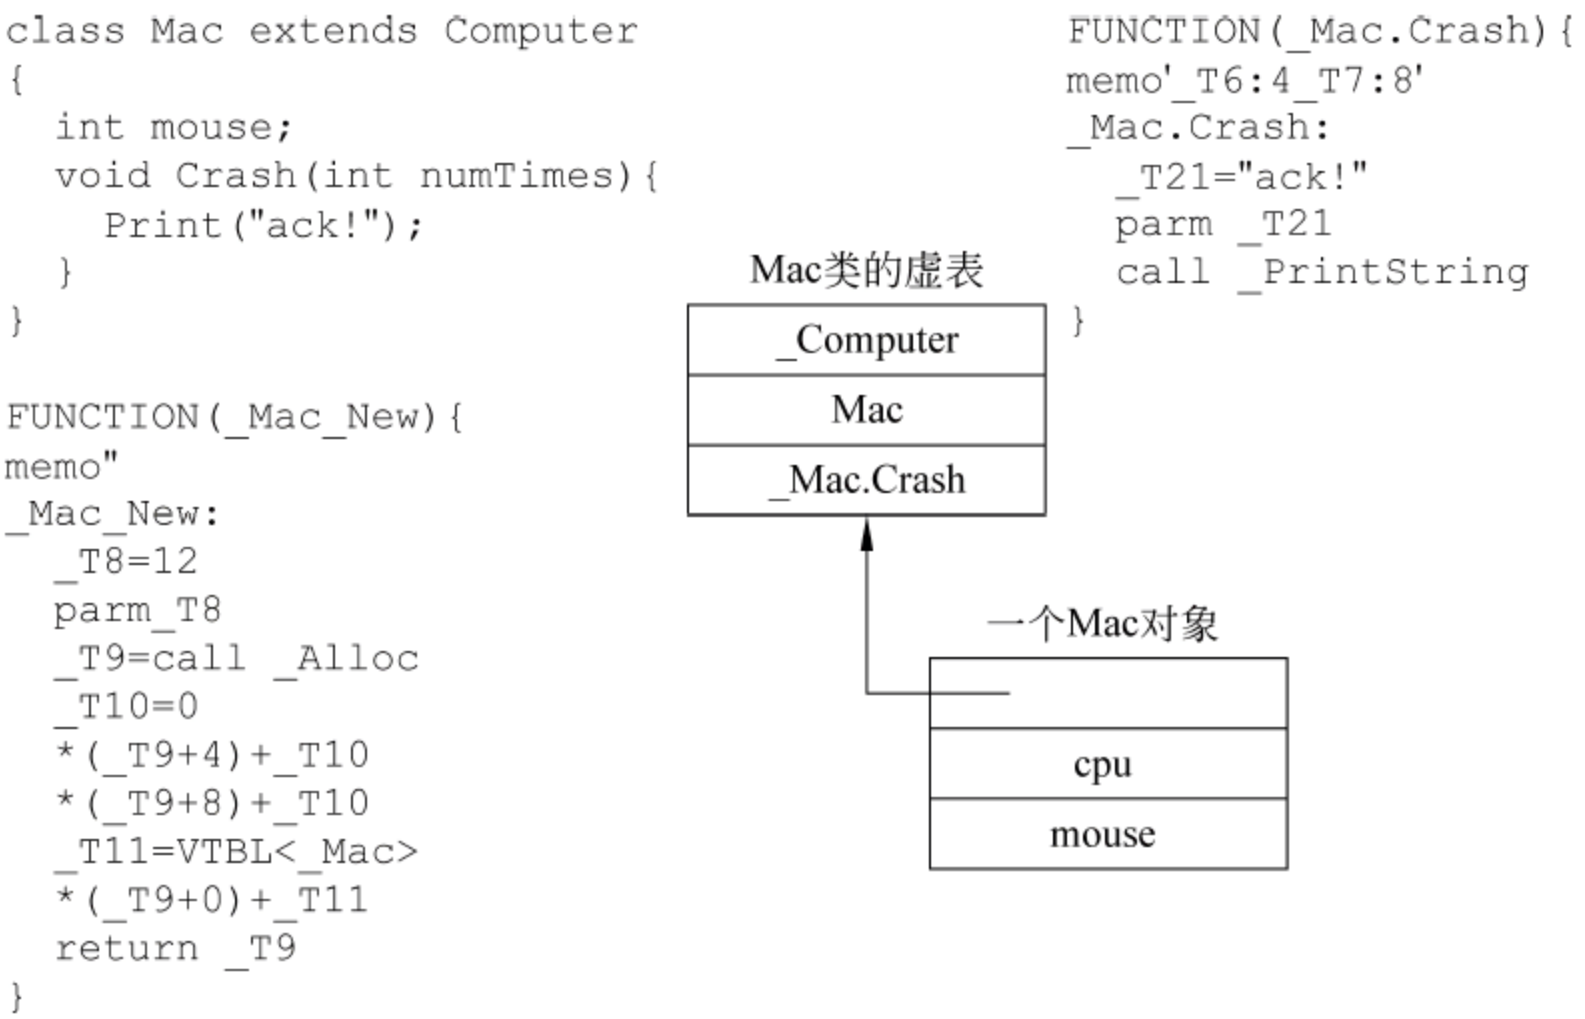 class Mac extends Computer
{
int mouse;
void Crash(int numTimes){
Print("ack!");
}
}
FUNCTION(_Mac_New){
memo"
_Mac_New:
_T8=12
parm_T8
_T9=call _Alloc
_T10=0
*(_T9+4)+_T10
*(_T9+8)+_T10
_T11=VTBL<_Mac>
*(_T9+0)+_T11
return _T9
}
Mac类的虚表
_Computer
Mac
_Mac.Crash
一个Mac对象
cpu
mouse
FUNCTION(_Mac.Crash){
memo'_T6:4_T7:8'
_Mac.Crash:
_T21="ack!"
parm _T21
call _PrintString
}